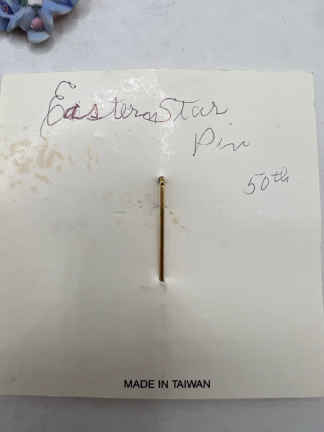 Eastern Star
Pin
50th
MADE IN TAIWAN